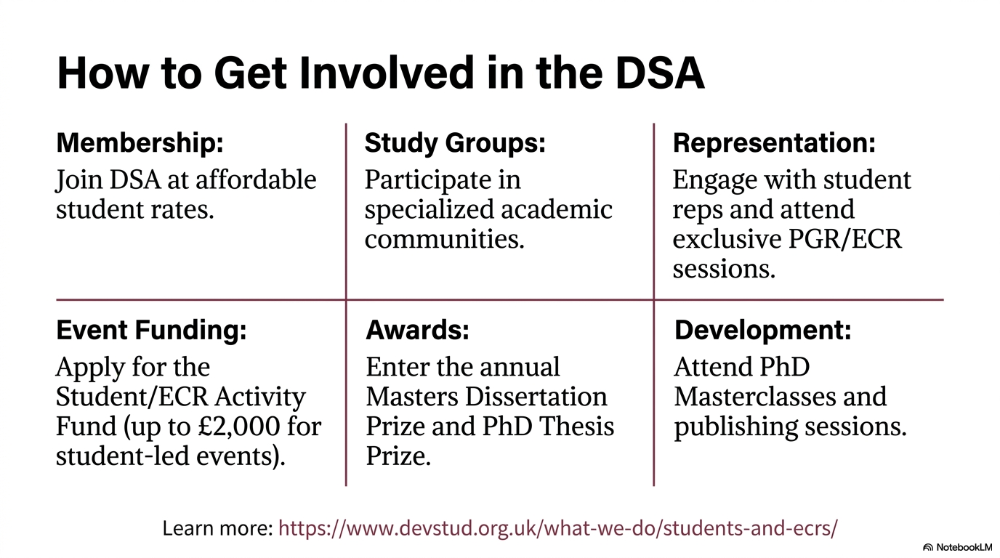 How to Get Involved in the DSA
Membership:
Join DSA at affordable
student rates.
Study Groups:
Participate in
specialized academic
communities.
Representation:
Engage with student
reps and attend
exclusive PGR/ECR
sessions.
Event Funding:
Apply for the
Student/ECR Activity
Fund (up to £2,000 for
student-led events).
Awards:
Enter the annual
Masters Dissertation
Prize and PhD Thesis
Prize.
Development:
Attend PhD
Masterclasses and
publishing sessions.
Learn more: https://www.devstud.org.uk/what-we-do/students-and-ecrs/
NotebookLM